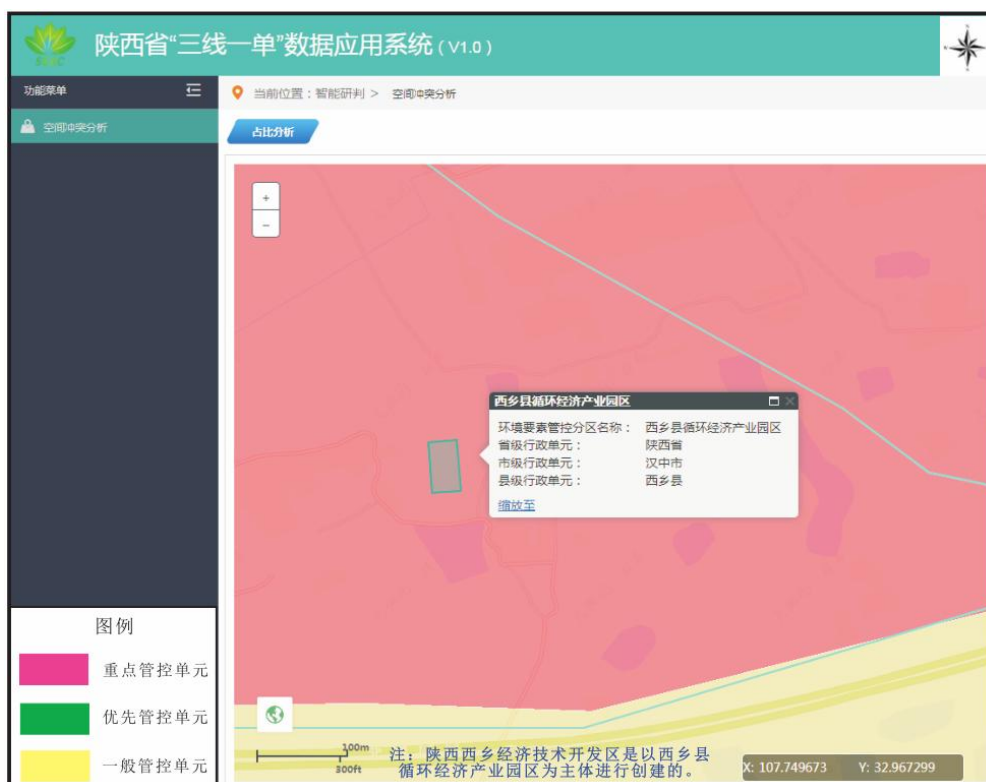 陕西省“三线一单”数据应用系统（V1.0）
功能菜单
当前位置：智能研判 > 空间冲突分析
空间冲突分析
占比分析
+
−
西乡县循环经济产业园区
环境要素管控分区名称： 西乡县循环经济产业园区
省级行政单元： 陕西省
市级行政单元： 汉中市
县级行政单元： 西乡县
缩放至
图例
重点管控单元
优先管控单元
一般管控单元
100m
300ft
注：陕西西乡经济技术开发区是以西乡县
循环经济产业园区为主体进行创建的。
X: 107.749673 Y: 32.967299